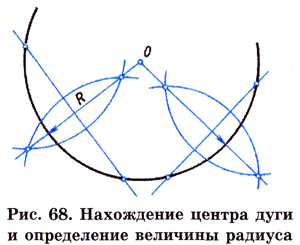 O
R
Рис. 68. Нахождение центра дуги
и определение величины радиуса